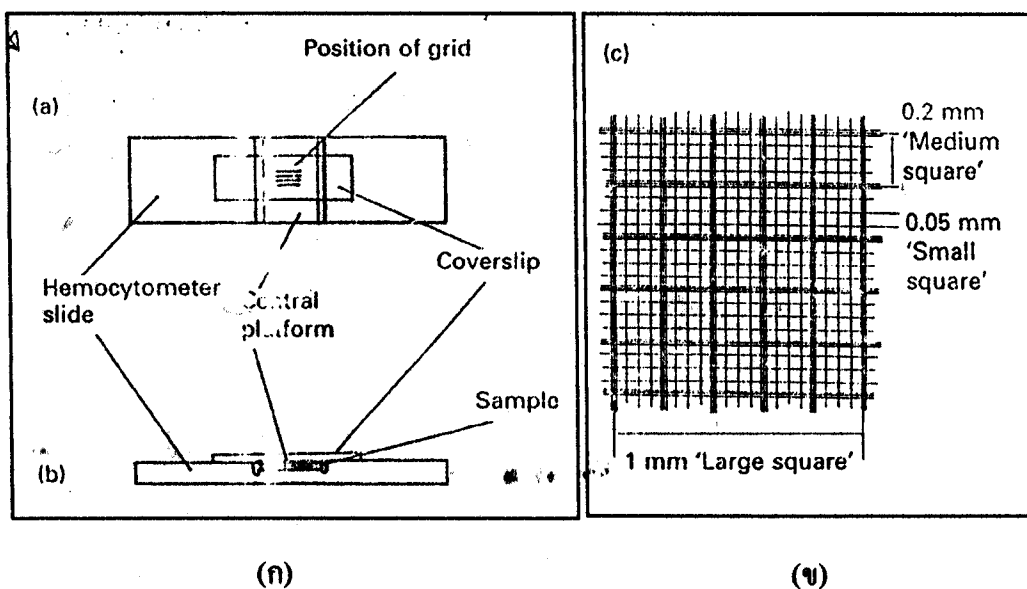 Position of grid
(a)
Hemocytometer
slide
Central
platform
Coverslip
Sample
(b)
(c)
0.2 mm
'Medium
square'
0.05 mm
'Small
square'
1 mm 'Large square'
(ก)
(ข)